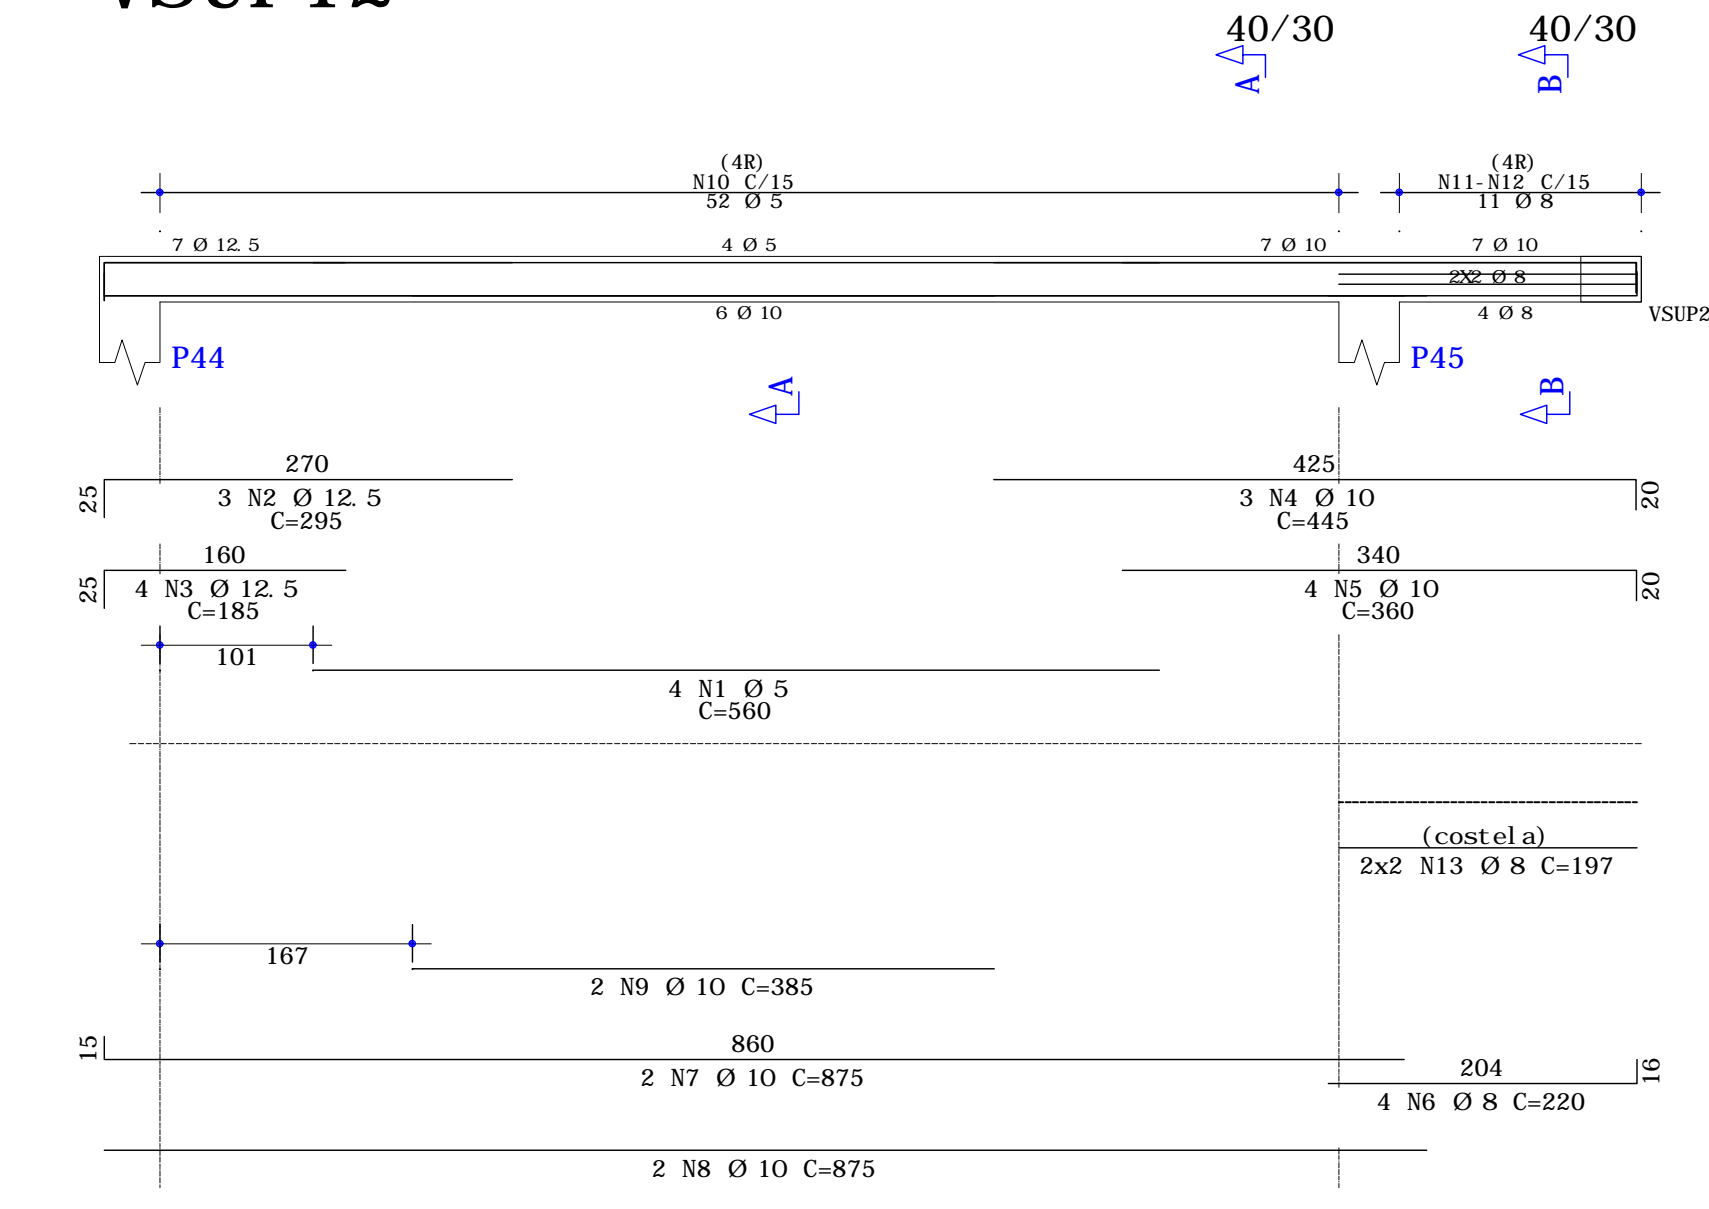 VSUP12
40/30 40/30
A B
(4R) (4R)
N10 C/15 N11-N12 C/15
52 Ø 5 11 Ø 8
7 Ø 12.5 4 Ø 5 7 Ø 10 7 Ø 10
2X2 Ø 8
6 Ø 10 4 Ø 8 VSUP2
P44 P45
A B
270 425
25 3 N2 Ø 12.5 3 N4 Ø 10 20
C=295 C=445
160 340
25 4 N3 Ø 12.5 4 N5 Ø 10 20
C=185 C=360
101
4 N1 Ø 5
C=560
(costela)
2x2 N13 Ø 8 C=197
167
2 N9 Ø 10 C=385
15 860
2 N7 Ø 10 C=875
204 16
4 N6 Ø 8 C=220
2 N8 Ø 10 C=875